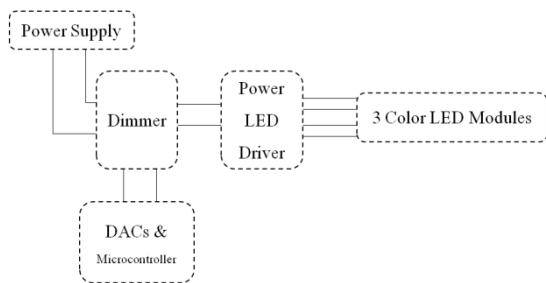 Power Supply
Dimmer
Power
LED
Driver
3 Color LED Modules
DACs &
Microcontroller